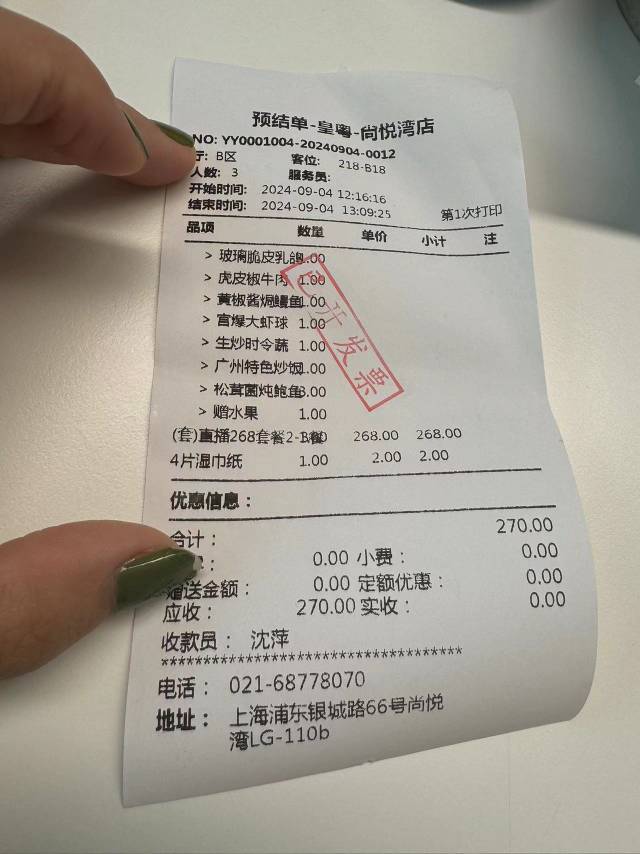 预结单-皇粤-尚悦湾店
NO: YY0001004-20240904-0012
厅: B区 客位: 218-B18
人数: 3 服务员:
开始时间: 2024-09-04 12:16:16
结束时间: 2024-09-04 13:09:25 第1次打印
品项 数量 单价 小计 注
> 玻璃脆皮乳鸽1.00
> 虎皮椒牛肉 1.00
> 黄椒酱焗鳗鱼1.00
> 宫爆大虾球 1.00
> 生炒时令蔬 1.00
> 广州特色炒饭1.00
> 松茸菌炖鲍鱼3.00
> 赠水果 1.00
(套)直播268套餐2-3餐 268.00 268.00
4片湿巾纸 1.00 2.00 2.00
已开发票
优惠信息:
合计: 270.00
0.00 小费: 0.00
赠送金额: 0.00 定额优惠: 0.00
应收: 270.00 实收: 0.00
收款员: 沈萍
************************************
电话: 021-68778070
地址: 上海浦东银城路66号尚悦
湾LG-110b